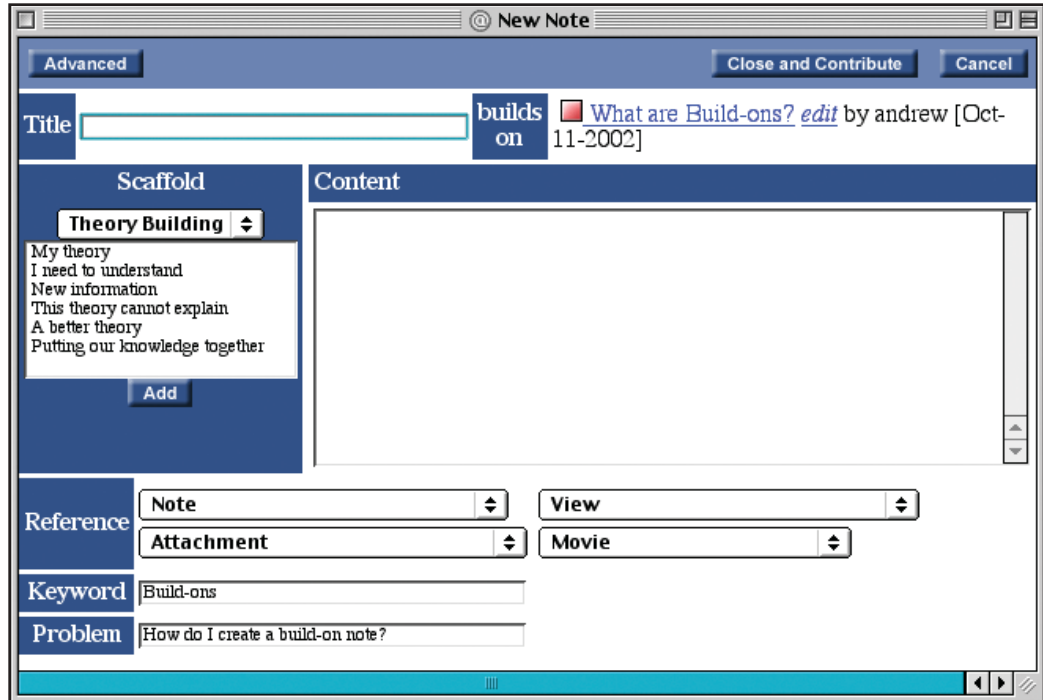 New Note
Advanced
Close and Contribute
Cancel
Title
builds on
What are Build-ons? edit by andrew [Oct-
11-2002]
Scaffold
Content
Theory Building
My theory
I need to understand
New information
This theory cannot explain
A better theory
Putting our knowledge together
Add
Reference
Note
View
Attachment
Movie
Keyword
Build-ons
Problem
How do I create a build-on note?